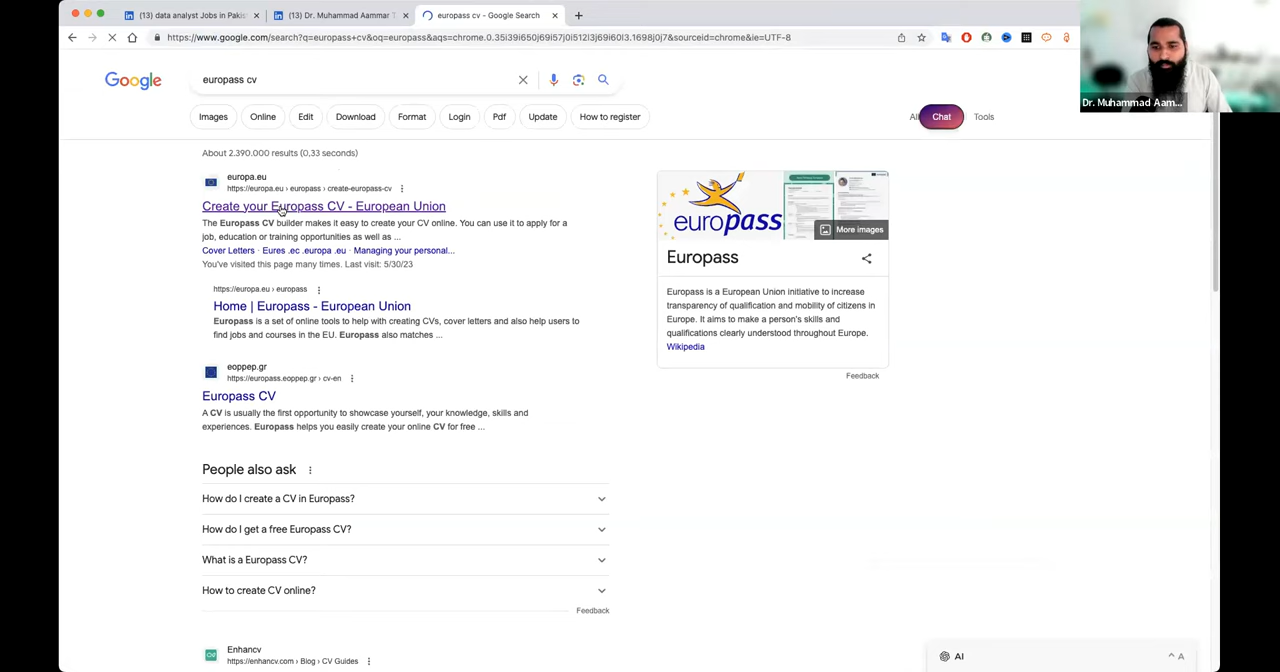 (13) data analyst Jobs in Pakis
(13) Dr. Muhammad Aammar T
europass cv - Google Search
https://www.google.com/search?q=europass+cv&oq=europass&aqs=chrome.0.35i39i650j69i57j0i512l3j69i60l3.1698j0j7&sourceid=chrome&ie=UTF-8
Dr. Muhammad Aam...
Google
europass cv
Images
Online
Edit
Download
Format
Login
Pdf
Update
How to register
All
Chat
Tools
About 2.390.000 results (0,33 seconds)
europa.eu
https://europa.eu › europass › create-europass-cv
Create your Europass CV - European Union
The Europass CV builder makes it easy to create your CV online. You can use it to apply for a
job, education or training opportunities as well as ...
Cover Letters · Eures .ec .europa .eu · Managing your personal...
You've visited this page many times. Last visit: 5/30/23
https://europa.eu › europass
Home | Europass - European Union
Europass is a set of online tools to help with creating CVs, cover letters and also help users to
find jobs and courses in the EU. Europass also matches ...
eoppep.gr
https://europass.eoppep.gr › cv-en
Europass CV
A CV is usually the first opportunity to showcase yourself, your knowledge, skills and
experiences. Europass helps you easily create your online CV for free ...
People also ask
How do I create a CV in Europass?
How do I get a free Europass CV?
What is a Europass CV?
How to create CV online?
Feedback
Enhancv
https://enhancv.com › Blog › CV Guides
europass
More images
Europass
Europass is a European Union initiative to increase
transparency of qualification and mobility of citizens in
Europe. It aims to make a person's skills and
qualifications clearly understood throughout Europe.
Wikipedia
Feedback
AI
A